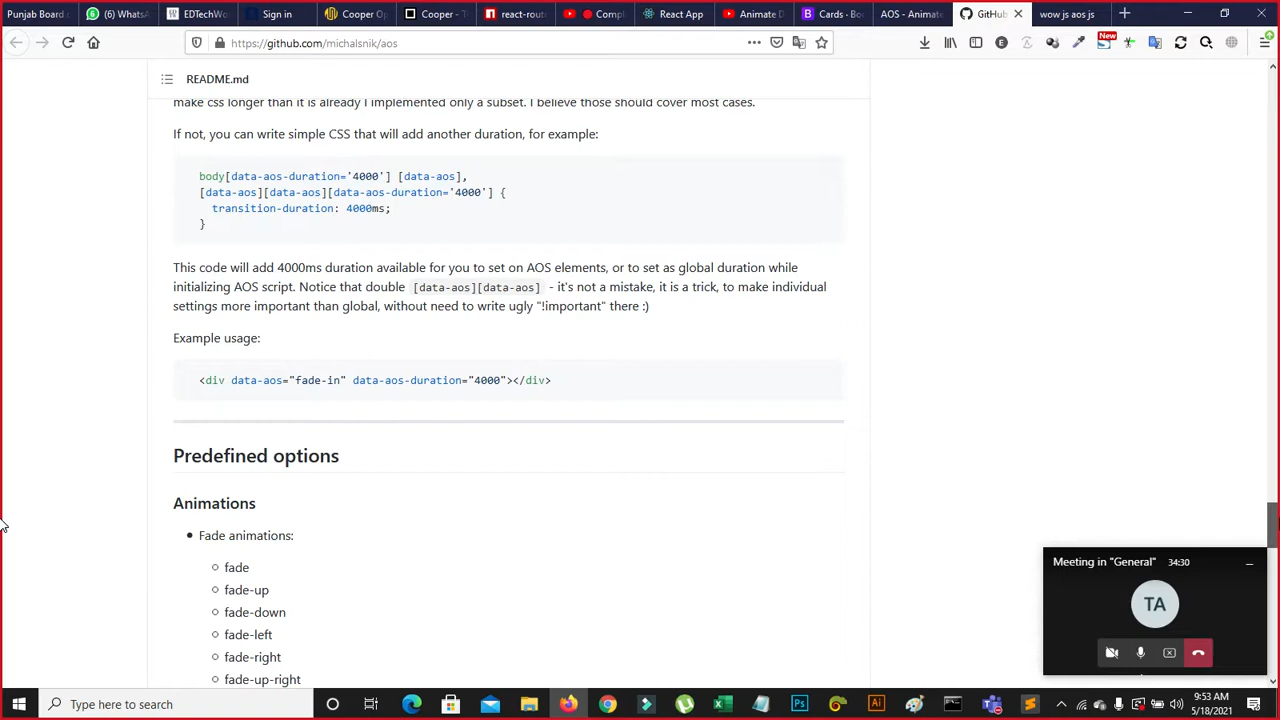 Punjab Board o
(6) WhatsA
EDTechWo
Sign in
Cooper Op
Cooper - T
react-rout
Compl
React App
Animate D
Cards · Boo
AOS - Animate
GitHub
wow js aos js
https://github.com/michalsnik/aos
New
README.md
make css longer than it is already I implemented only a subset. I believe those should cover most cases.
If not, you can write simple CSS that will add another duration, for example:
body[data-aos-duration='4000'] [data-aos],
[data-aos][data-aos][data-aos-duration='4000'] {
transition-duration: 4000ms;
}
This code will add 4000ms duration available for you to set on AOS elements, or to set as global duration while
initializing AOS script. Notice that double [data-aos][data-aos] - it's not a mistake, it is a trick, to make individual
settings more important than global, without need to write ugly "!important" there :)
Example usage:
<div data-aos="fade-in" data-aos-duration="4000"></div>
Predefined options
Animations
Fade animations:
fade
fade-up
fade-down
fade-left
fade-right
fade-up-right
Meeting in "General" 34:30
TA
Type here to search
9:53 AM
5/18/2021